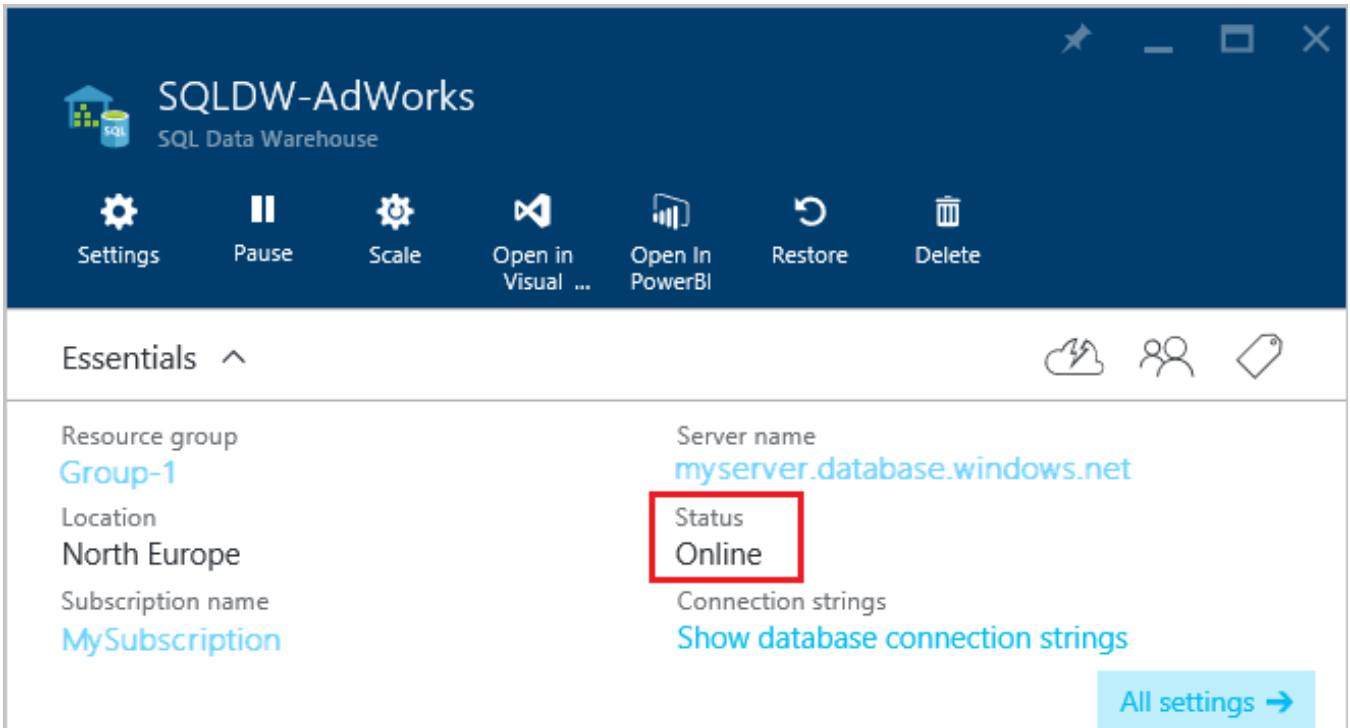 SQLDW-AdWorks
SQL
SQL Data Warehouse
Settings
Pause
Scale
Open in
Visual ...
Open In
PowerBI
Restore
Delete
Essentials
Resource group
Group-1
Server name
myserver.database.windows.net
Location
North Europe
Status
Online
Subscription name
MySubscription
Connection strings
Show database connection strings
All settings →